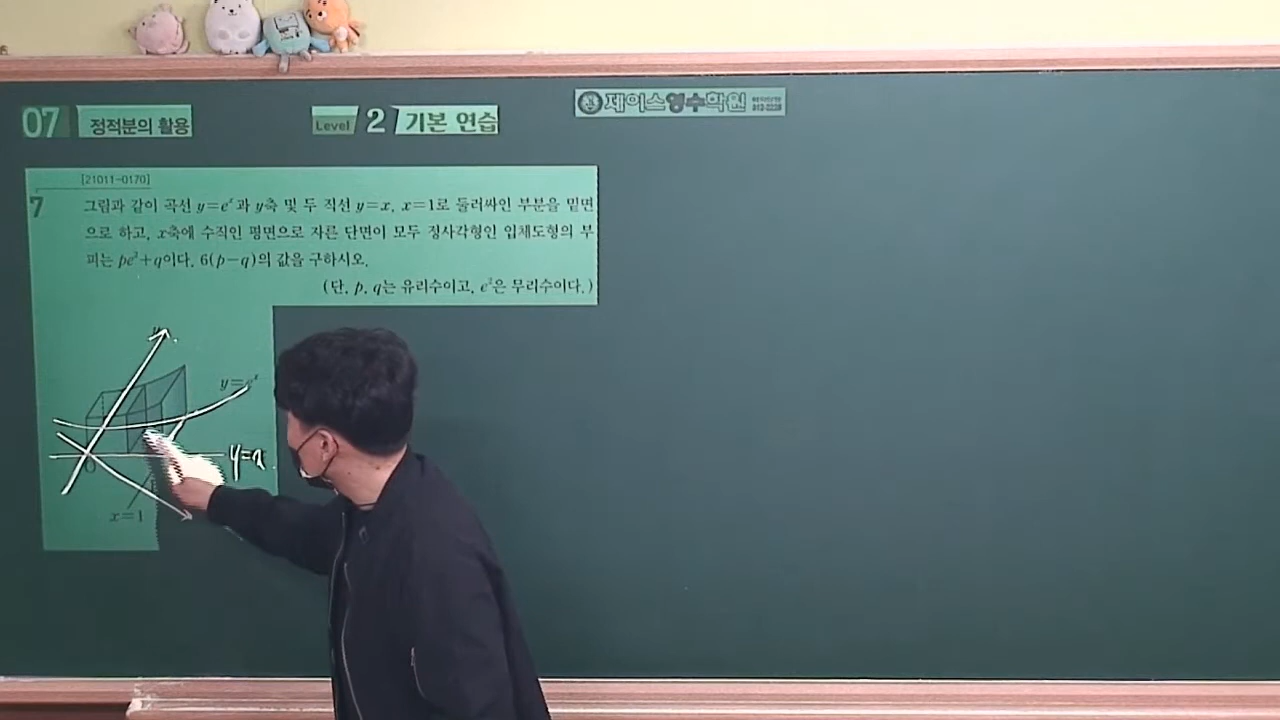 07 정적분의 활용 Level 2 기본 연습 제이스영수학원
[21011-0170]
7 그림과 같이 곡선 y=eˣ과 y축 및 두 직선 y=x, x=1로 둘러싸인 부분을 밑면
으로 하고, x축에 수직인 평면으로 자른 단면이 모두 정사각형인 입체도형의 부
피는 pe²+q이다. 6(p-q)의 값을 구하시오.
(단, p, q는 유리수이고, e²은 무리수이다.)
y
y=eˣ
y=x
O
x=1